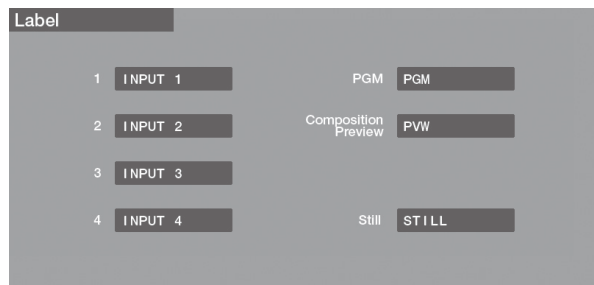 Label
1 INPUT 1 PGM PGM
2 INPUT 2 Composition Preview PVW
3 INPUT 3
4 INPUT 4 Still STILL